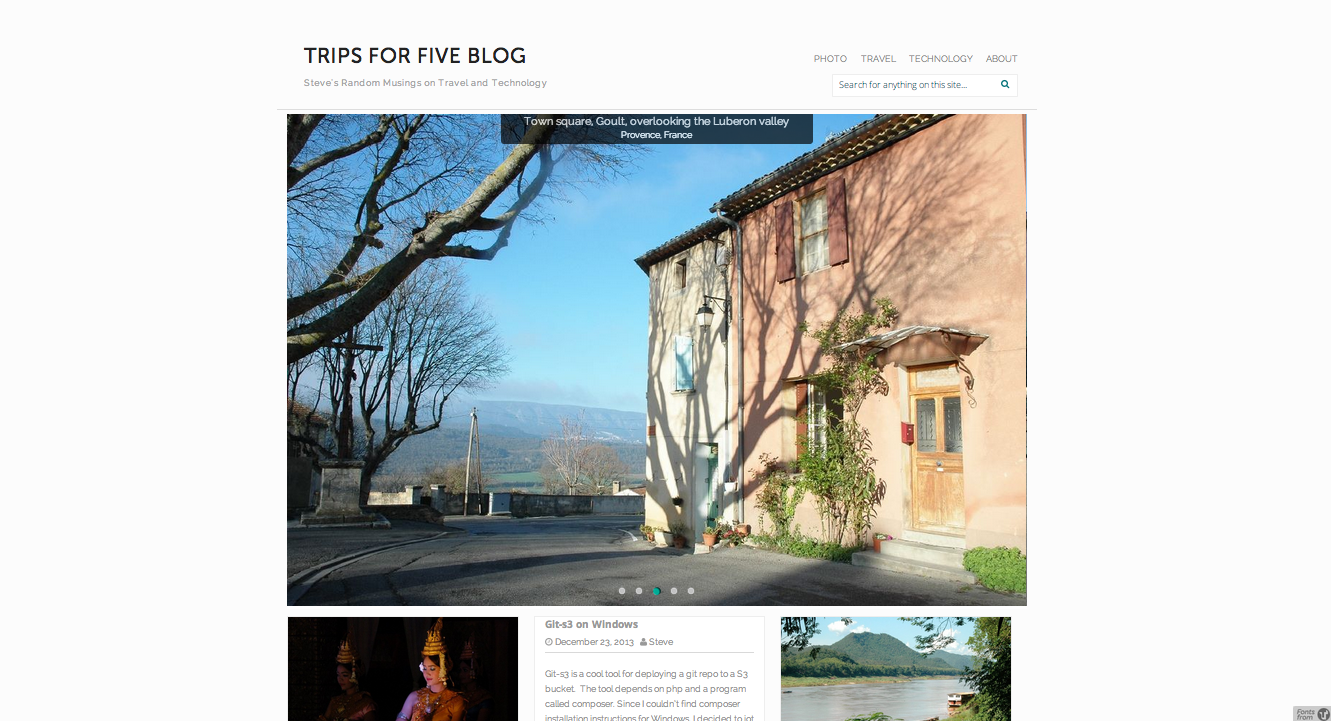 TRIPS FOR FIVE BLOG
Steve's Random Musings on Travel and Technology
PHOTO TRAVEL TECHNOLOGY ABOUT
Search for anything on this site...
Town square, Goult, overlooking the Luberon valley
Provence, France
Git-s3 on Windows
December 23, 2013 Steve
Git-s3 is a cool tool for deploying a git repo to a S3
bucket. The tool depends on php and a program
called composer. Since I couldn't find composer
installation instructions for Windows, I decided to jot
Fonts
from